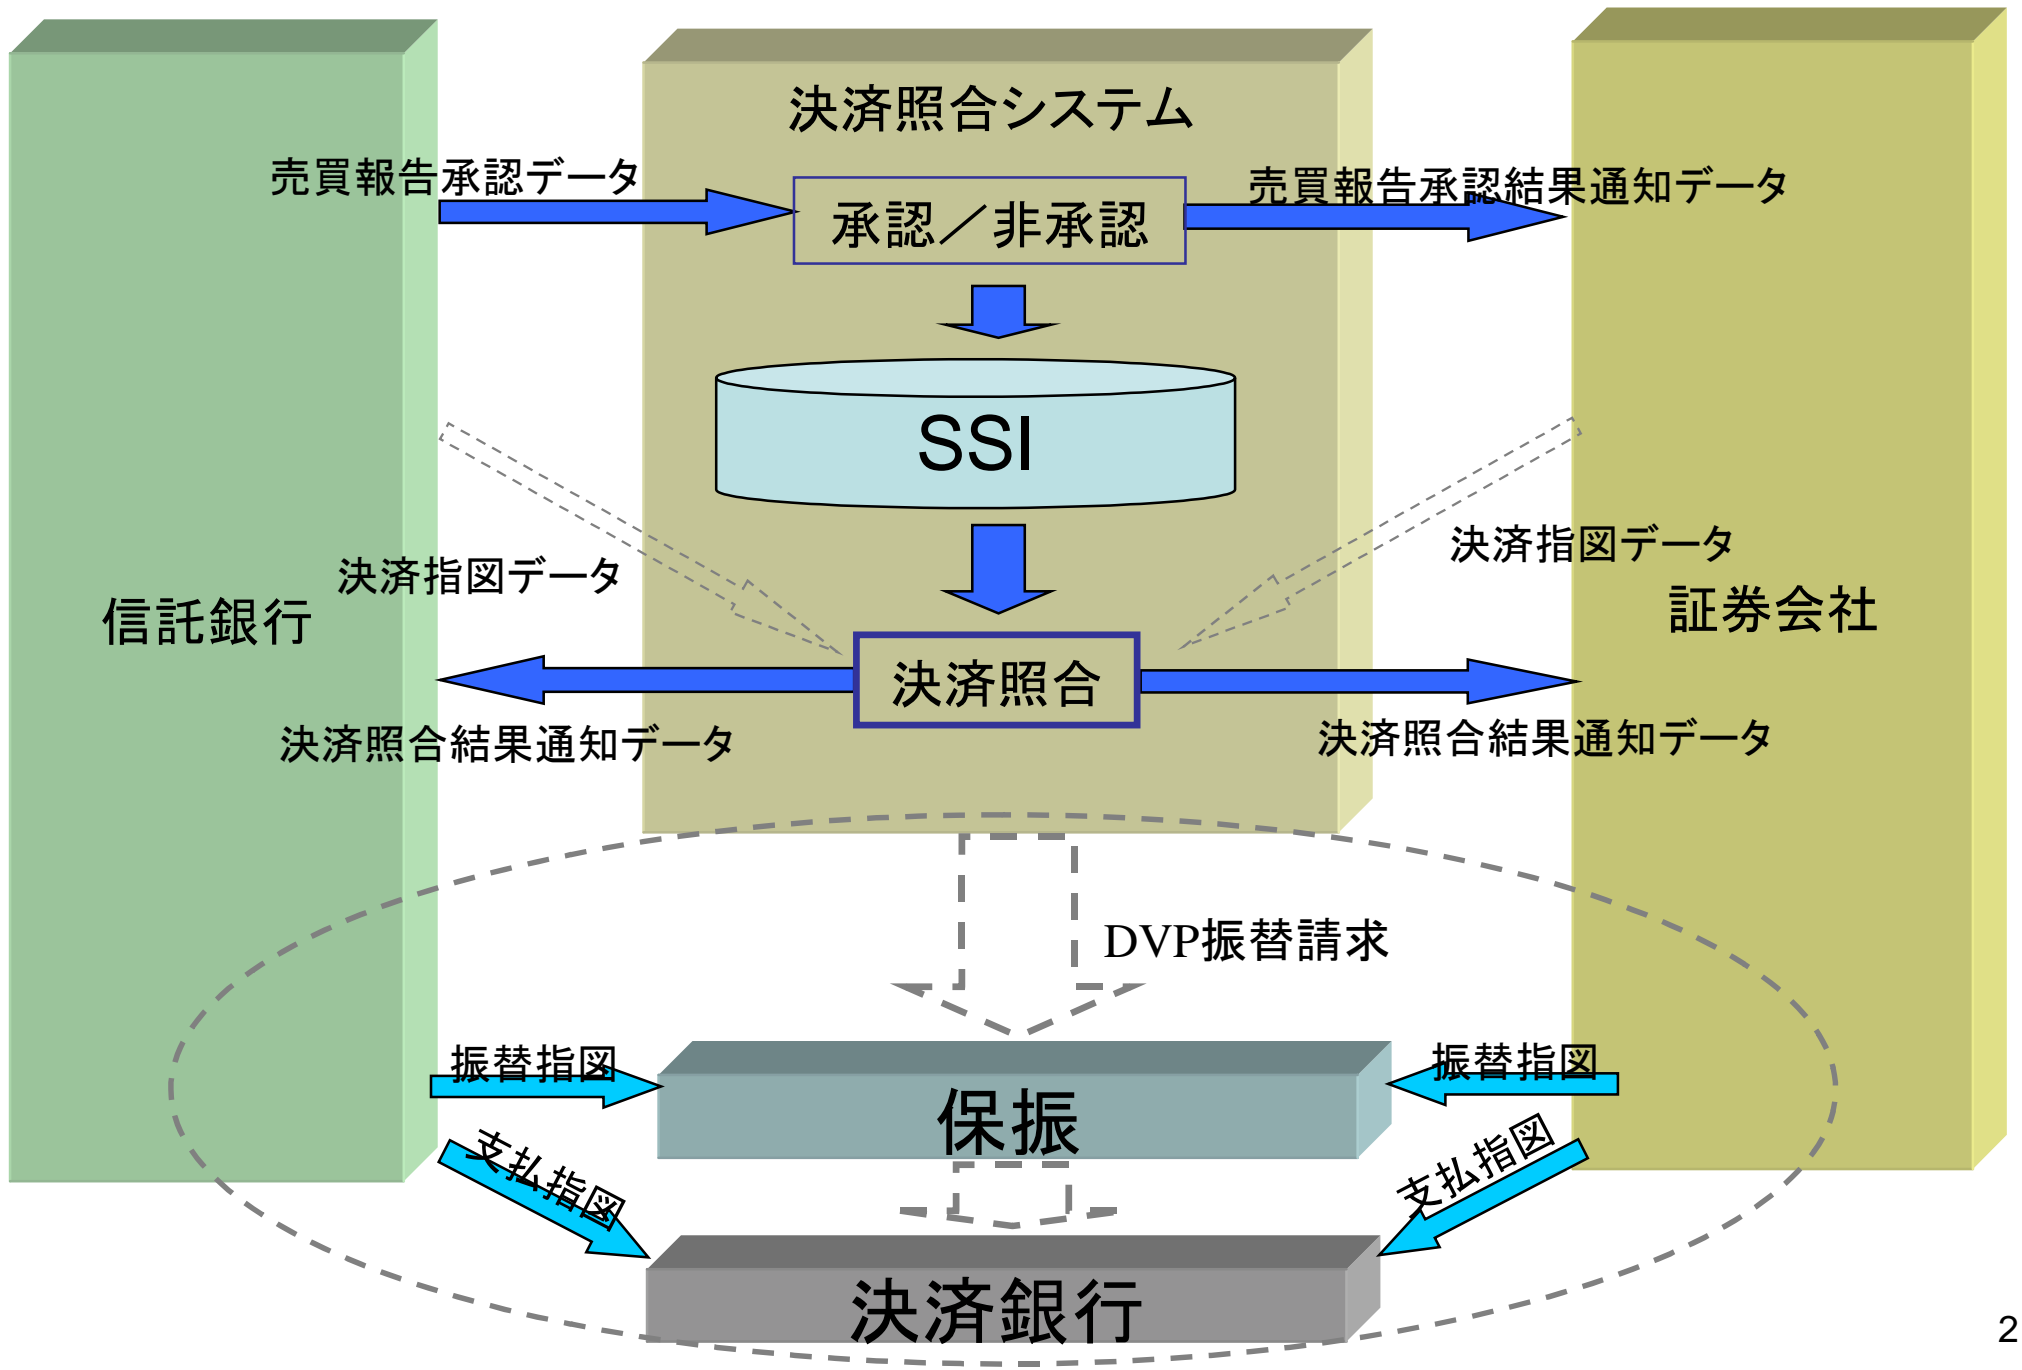 決済照合システム
売買報告承認データ
売買報告承認結果通知データ
承認／非承認
SSI
決済指図データ
決済指図データ
信託銀行
証券会社
決済照合
決済照合結果通知データ
決済照合結果通知データ
DVP振替請求
振替指図
振替指図
保振
支払指図
支払指図
決済銀行
2